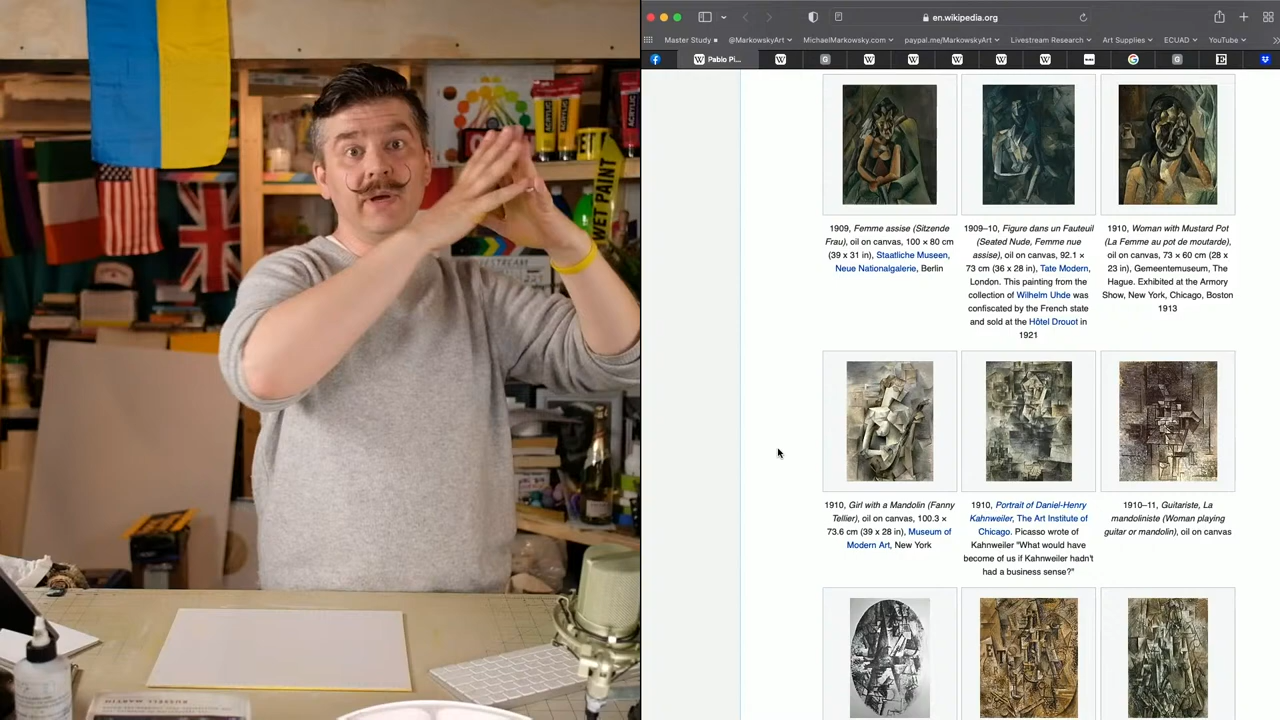 en.wikipedia.org
Master Study
@MarkowskyArt
MichaelMarkowsky.com
paypal.me/MarkowskyArt
Livestream Research
Art Supplies
ECUAD
YouTube
Pablo Pi...
ACRYLIC
ACRYLIC
WET PAINT
RUSSELL MARTIN
1909, Femme assise (Sitzende
Frau), oil on canvas, 100 × 80 cm
(39 x 31 in), Staatliche Museen,
Neue Nationalgalerie, Berlin
1909–10, Figure dans un Fauteuil
(Seated Nude, Femme nue
assise), oil on canvas, 92.1 ×
73 cm (36 x 28 in), Tate Modern,
London. This painting from the
collection of Wilhelm Uhde was
confiscated by the French state
and sold at the Hôtel Drouot in
1921
1910, Woman with Mustard Pot
(La Femme au pot de moutarde),
oil on canvas, 73 × 60 cm (28 x
23 in), Gemeentemuseum, The
Hague. Exhibited at the Armory
Show, New York, Chicago, Boston
1913
1910, Girl with a Mandolin (Fanny
Tellier), oil on canvas, 100.3 ×
73.6 cm (39 x 28 in), Museum of
Modern Art, New York
1910, Portrait of Daniel-Henry
Kahnweiler, The Art Institute of
Chicago. Picasso wrote of
Kahnweiler "What would have
become of us if Kahnweiler hadn't
had a business sense?"
1910–11, Guitariste, La
mandoliniste (Woman playing
guitar or mandolin), oil on canvas